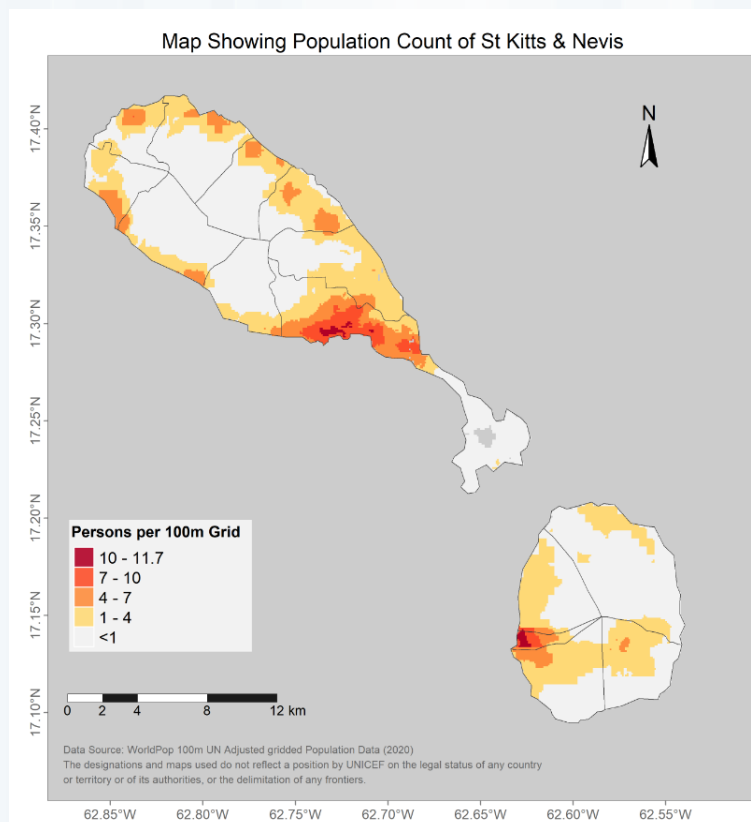 Map Showing Population Count of St Kitts & Nevis
N
17.40°N
17.35°N
17.30°N
17.25°N
17.20°N
17.15°N
17.10°N
Persons per 100m Grid
10 - 11.7
7 - 10
4 - 7
1 - 4
<1
0 2 4 8 12 km
Data Source: WorldPop 100m UN Adjusted gridded Population Data (2020)
The designations and maps used do not reflect a position by UNICEF on the legal status of any country
or territory or of its authorities, or the delimitation of any frontiers.
62.85°W 62.80°W 62.75°W 62.70°W 62.65°W 62.60°W 62.55°W